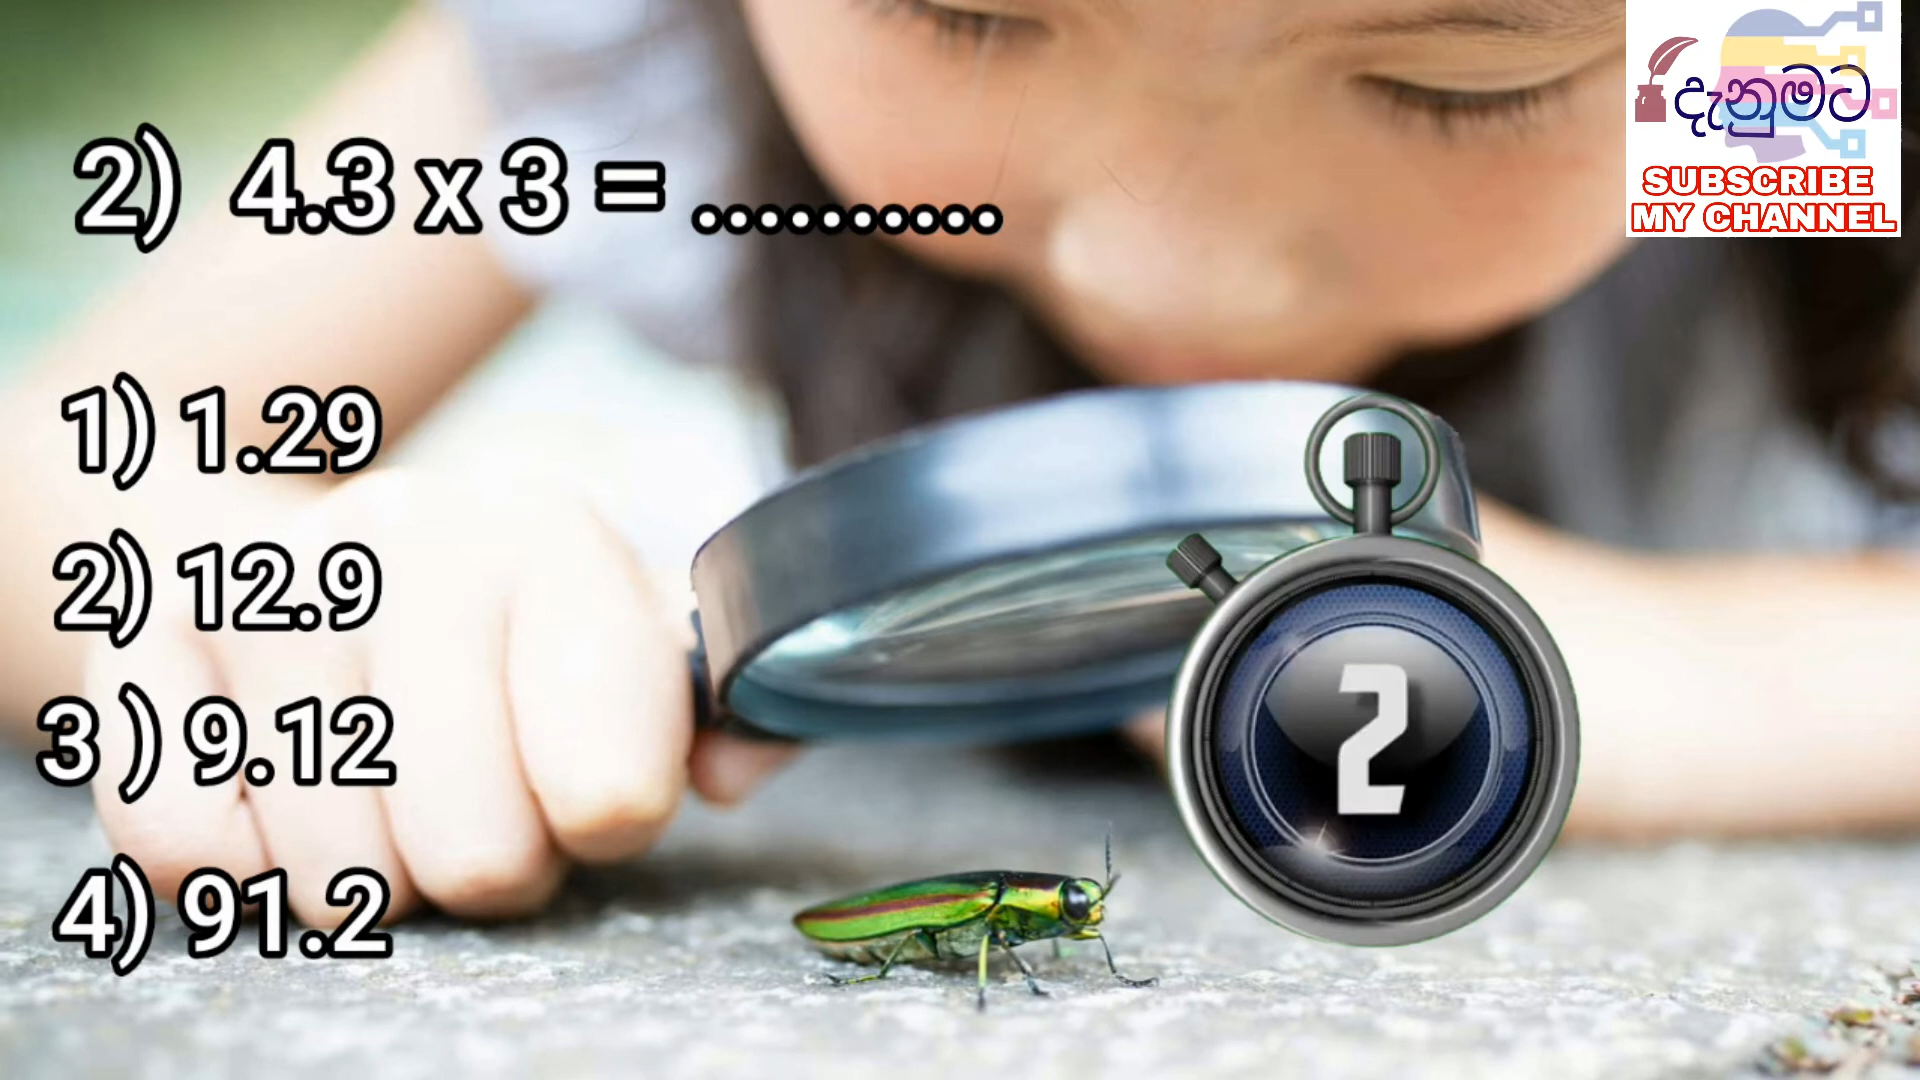 දැනුමට
SUBSCRIBE
MY CHANNEL
2) 4.3 x 3 = ..........
1) 1.29
2) 12.9
3 ) 9.12
4) 91.2
2